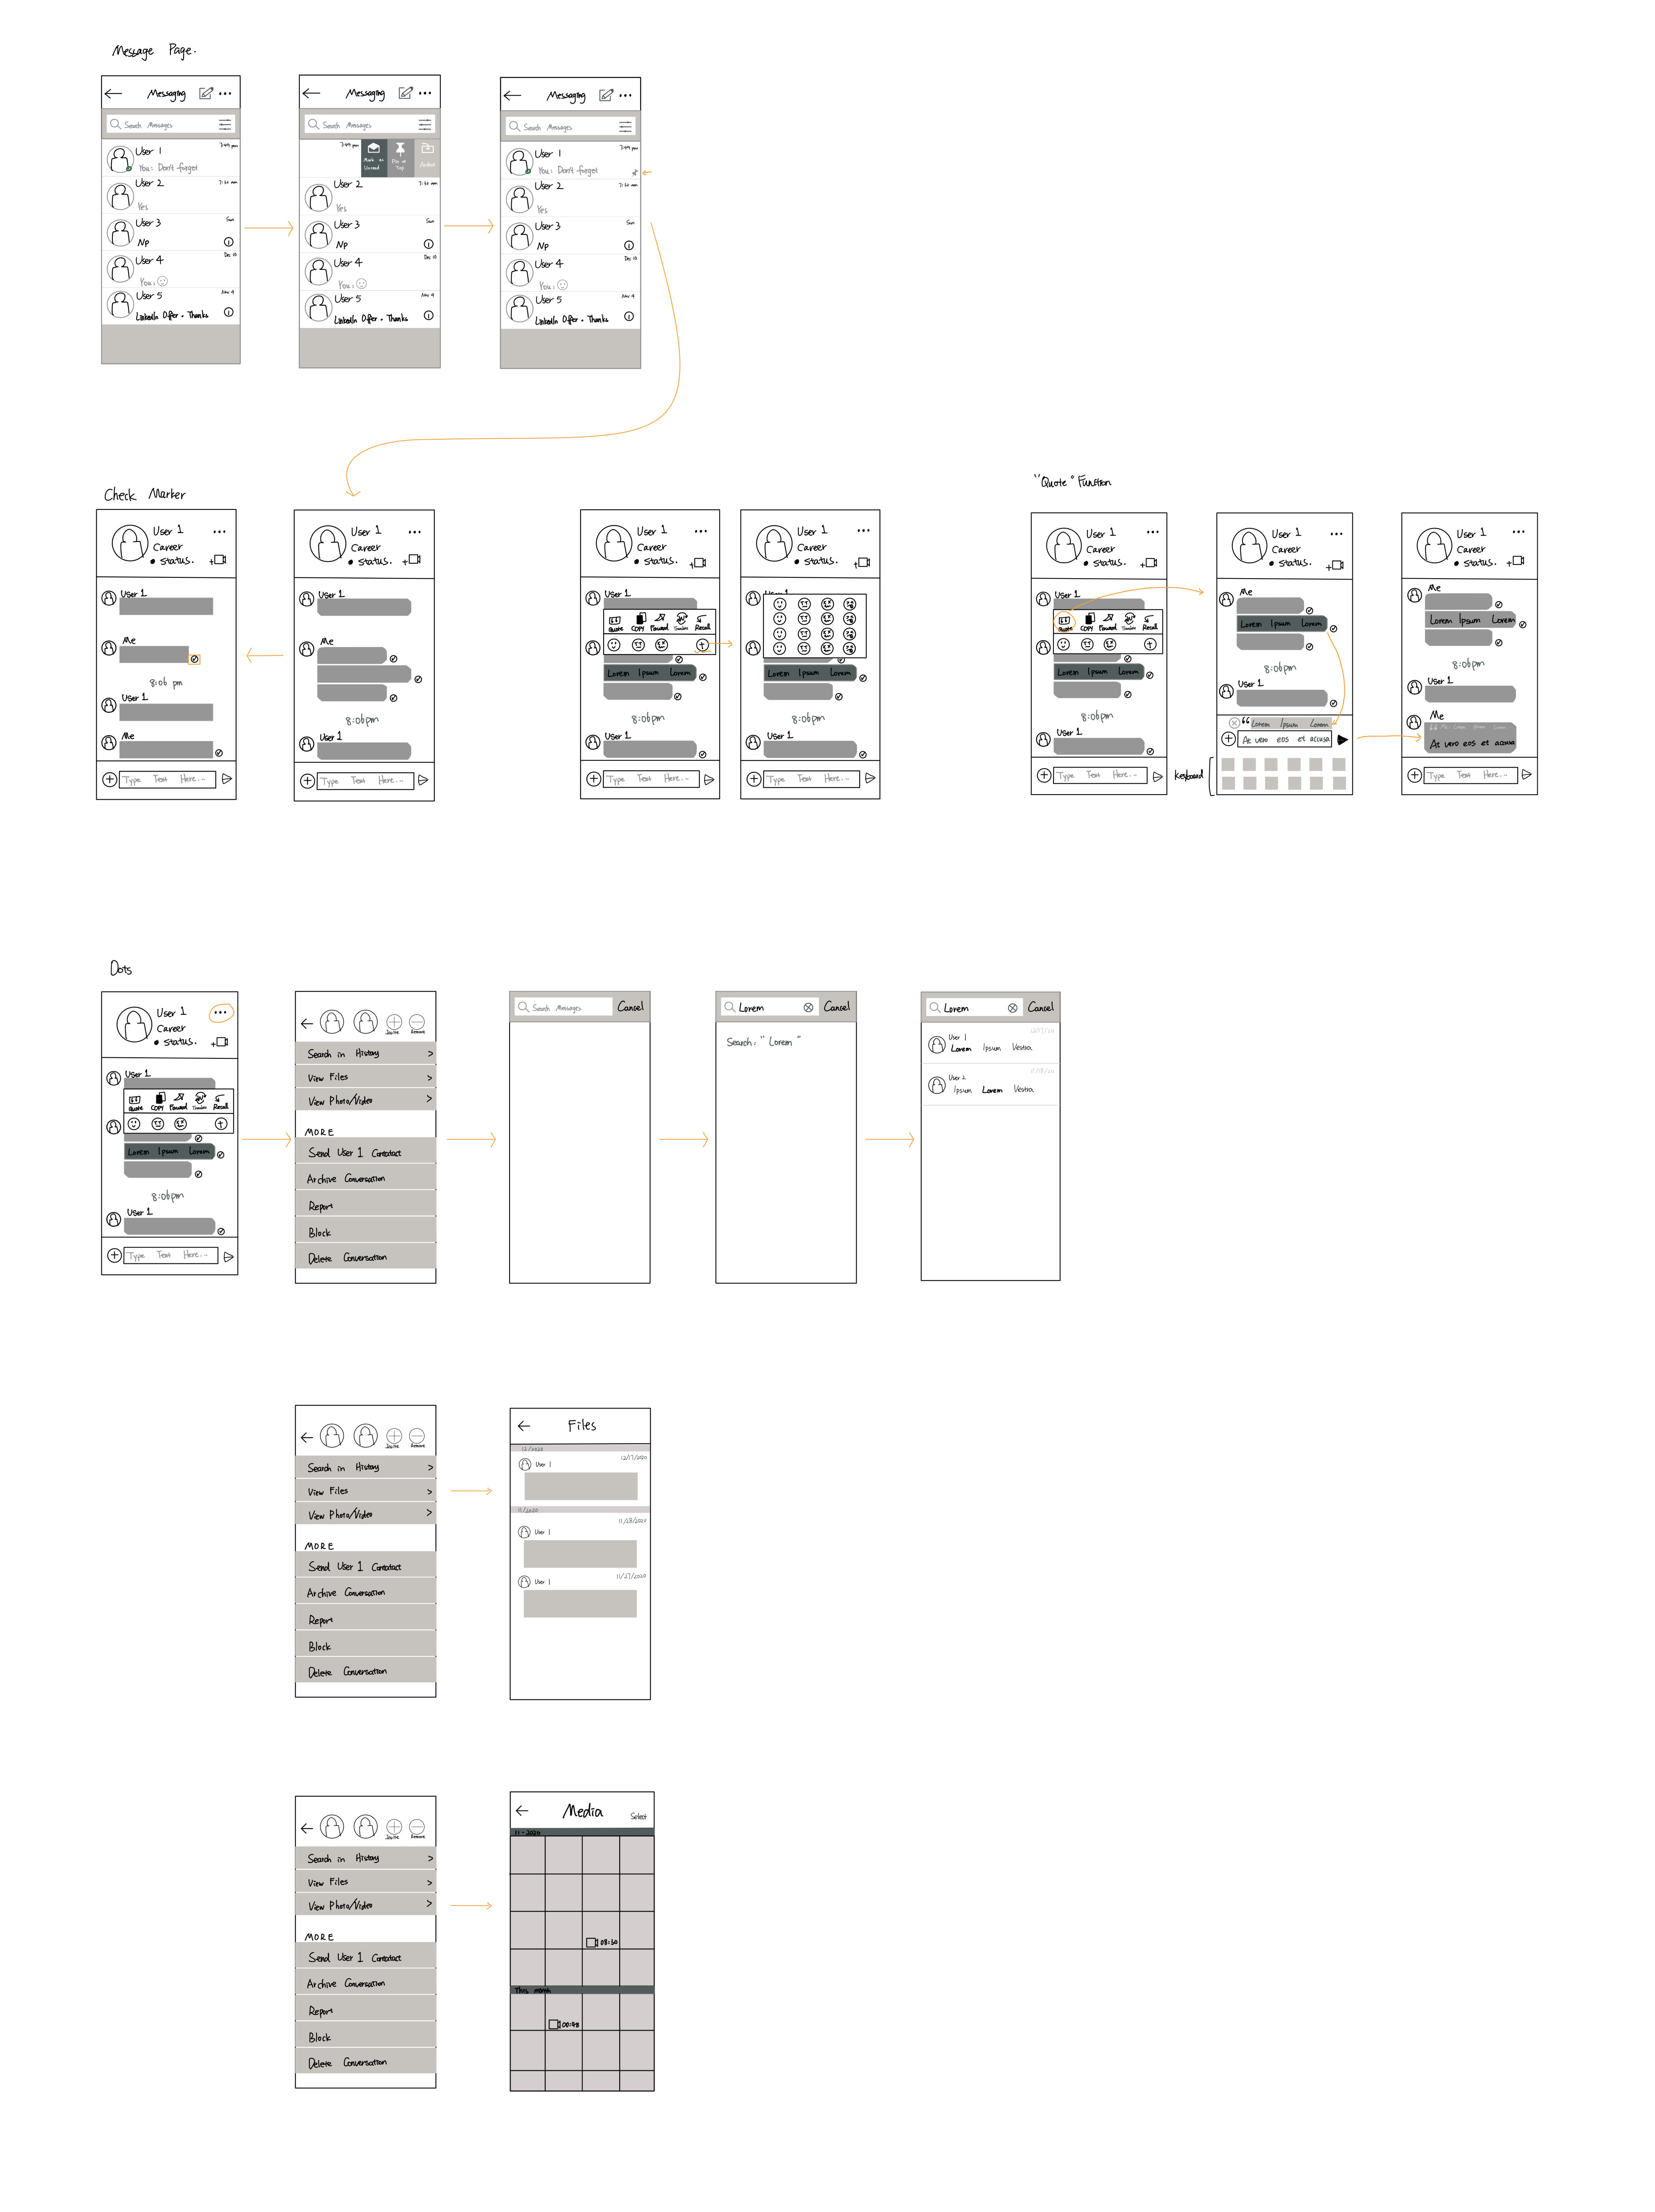 Message Page.
Messaging
Search Messages
User 1
7:49 pm
You: Don't forget
User 2
7:20 am
Yes
User 3
Sun
Np
User 4
Dec 10
You:
User 5
Nov 9
LinkedIn Offer. Thanks
Messaging
Search Messages
7:49 pm
Mark as Unread
Pin on Top
Archive
User 2
7:20 am
Yes
User 3
Sun
Np
User 4
Dec 10
You:
User 5
Nov 9
LinkedIn Offer. Thanks
Messaging
Search Messages
User 1
7:49 pm
You: Don't forget
User 2
7:20 am
Yes
User 3
Sun
Np
User 4
Dec 10
You:
User 5
Nov 9
LinkedIn Offer. Thanks
Check Marker
User 1
Career
Status.
User 1
Me
8:06 pm
User 1
Me
Type Text Here...
User 1
Career
Status.
User 1
Me
8:06pm
User 1
Type Text Here...
User 1
Career
Status.
User 1
Quote COPY Forward Translate Recall
Lorem Ipsum Lorem
8:06pm
User 1
Type Text Here...
User 1
Career
Status.
Lorem Ipsum Lorem
8:06pm
User 1
Type Text Here...
"Quote" Function
User 1
Career
Status.
User 1
Quote COPY Forward Translate Recall
Lorem Ipsum Lorem
8:06pm
User 1
Type Text Here...
User 1
Career
Status.
Me
Lorem Ipsum Lorem
8:06pm
User 1
" Lorem Ipsum Lorem
At vero eos et accusa
Keyboard
User 1
Career
Status.
Me
Lorem Ipsum Lorem
8:06pm
User 1
Me
At vero eos et accusa
Type Text Here...
Dots
User 1
Career
Status.
User 1
Quote COPY Forward Translate Recall
Lorem Ipsum Lorem
8:06pm
User 1
Type Text Here...
Invite
Remove
Search in History >
View Files >
View Photo/Video >
MORE
Send User 1 Contatact
Archive Conversation
Report
Block
Delete Conversation
Search Messages
Cancel
Lorem
Cancel
Search: "Lorem"
Lorem
Cancel
12/17/20
User 1
Lorem Ipsum Vestra
11/18/20
User 2
Ipsum Lorem Vestra
Invite
Remove
Search in History >
View Files >
View Photo/Video >
MORE
Send User 1 Contatact
Archive Conversation
Report
Block
Delete Conversation
Files
12/2020
12/17/2020
User 1
11/2020
11/28/2020
User 1
11/27/2020
User 1
Invite
Remove
Search in History >
View Files >
View Photo/Video >
MORE
Send User 1 Contatact
Archive Conversation
Report
Block
Delete Conversation
Media
Select
11-2020
03:30
This month
00:48